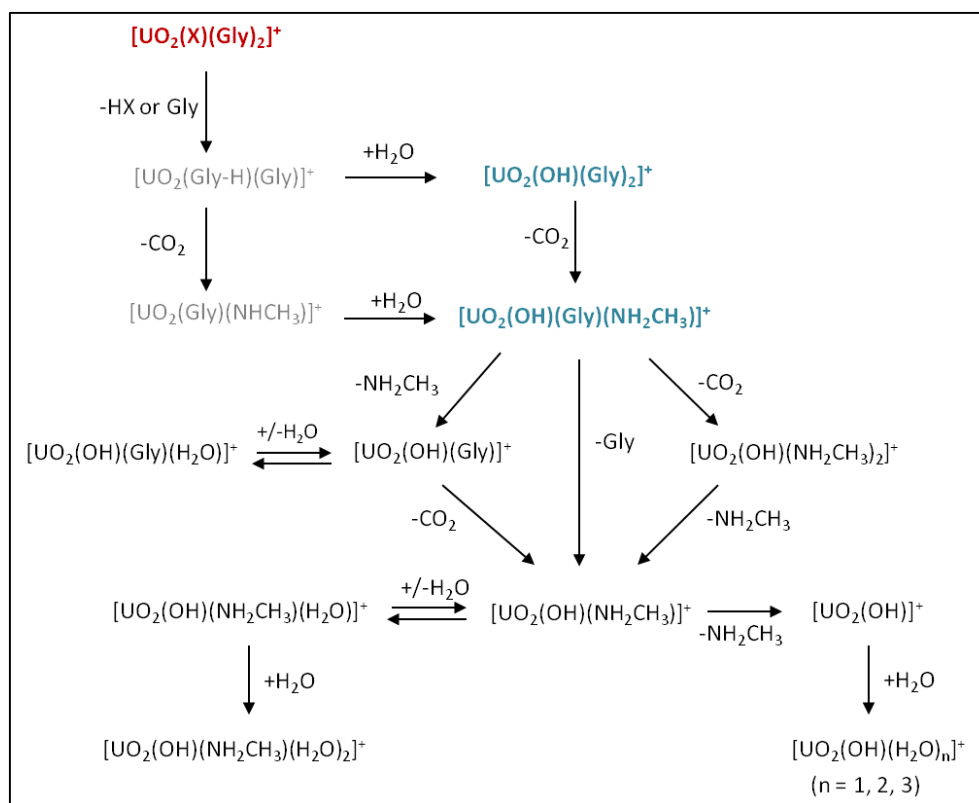 [UO₂(X)(Gly)₂]⁺
-HX or Gly
[UO₂(Gly-H)(Gly)]⁺
+H₂O
[UO₂(OH)(Gly)₂]⁺
-CO₂
-CO₂
[UO₂(Gly)(NHCH₃)]⁺
+H₂O
[UO₂(OH)(Gly)(NH₂CH₃)]⁺
-NH₂CH₃
-CO₂
[UO₂(OH)(Gly)(H₂O)]⁺
+/-H₂O
[UO₂(OH)(Gly)]⁺
-Gly
[UO₂(OH)(NH₂CH₃)₂]⁺
-CO₂
-NH₂CH₃
[UO₂(OH)(NH₂CH₃)(H₂O)]⁺
+/-H₂O
[UO₂(OH)(NH₂CH₃)]⁺
-NH₂CH₃
[UO₂(OH)]⁺
+H₂O
+H₂O
[UO₂(OH)(NH₂CH₃)(H₂O)₂]⁺
[UO₂(OH)(H₂O)ₙ]⁺
(n = 1, 2, 3)